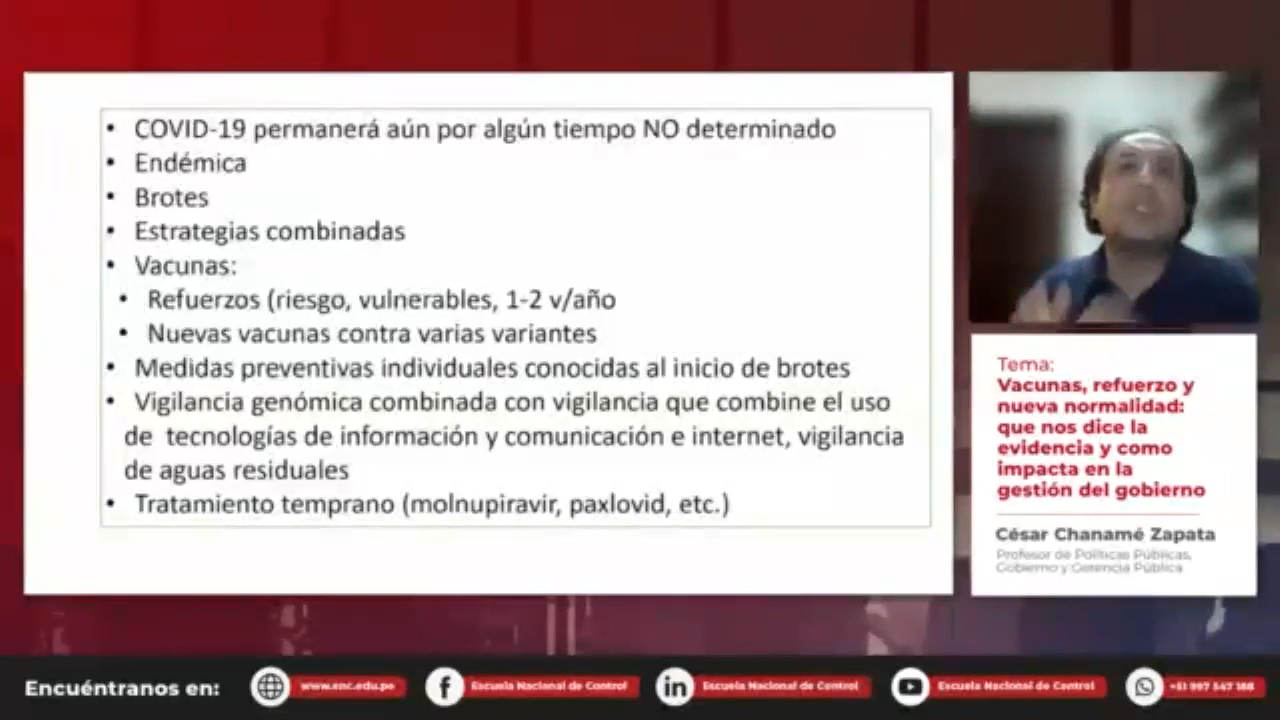 • COVID-19 permanerá aún por algún tiempo NO determinado
• Endémica
• Brotes
• Estrategias combinadas
• Vacunas:
• Refuerzos (riesgo, vulnerables, 1-2 v/año
• Nuevas vacunas contra varias variantes
• Medidas preventivas individuales conocidas al inicio de brotes
• Vigilancia genómica combinada con vigilancia que combine el uso
de tecnologías de información y comunicación e internet, vigilancia
de aguas residuales
• Tratamiento temprano (molnupiravir, paxlovid, etc.)
Tema:
Vacunas, refuerzo y
nueva normalidad:
que nos dice la
evidencia y como
impacta en la
gestión del gobierno
César Chanamé Zapata
Profesor de Políticas Públicas,
Gobierno y Gerencia Pública
Encuéntranos en:
www.enc.edu.pe
Escuela Nacional de Control
Escuela Nacional de Control
Escuela Nacional de Control
+51 997 547 188